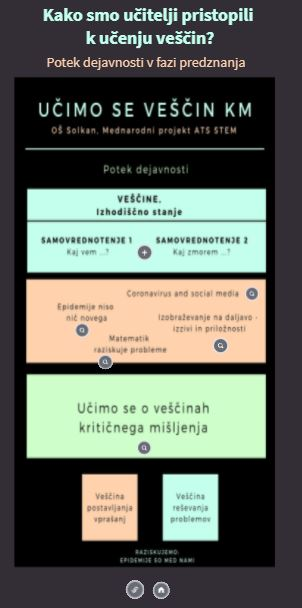 Kako smo učitelji pristopili
k učenju veščin?
Potek dejavnosti v fazi predznanja
UČIMO SE VEŠČIN KM
OŠ Solkan, Mednarodni projekt ATS STEM
Potek dejavnosti
VEŠČINE.
Izhodiščno stanje
SAMOVREDNOTENJE 1
Kaj vem ...?
SAMOVREDNOTENJE 2
Kaj zmorem ...?
Coronavirus and social media
Epidemije niso
nič novega
Izobraževanje na daljavo -
izzivi in priložnosti
Matematik
raziskuje probleme
Učimo se o veščinah
kritičnega mišljenja
Veščina
postavljanja
vprašanj
Veščina
reševanja
problemov
RAZISKUJEMO:
EPIDEMIJE SO MED NAMI